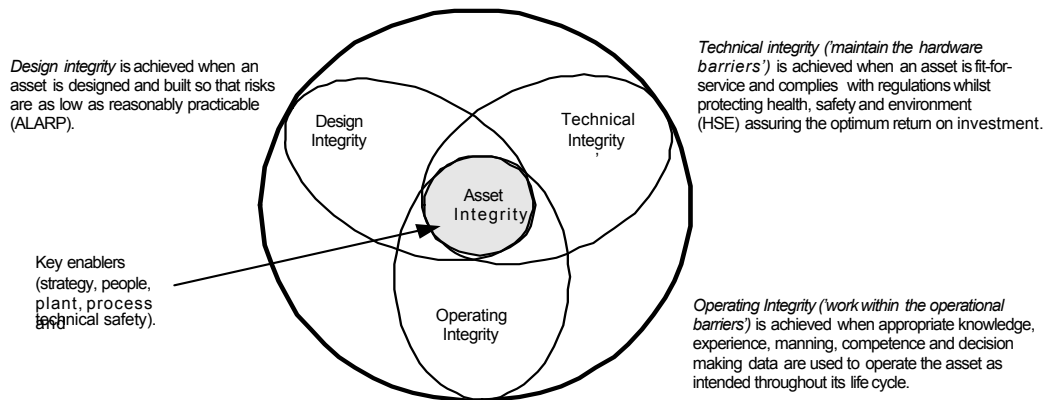 Design integrity is achieved when an
asset is designed and built so that risks
are as low as reasonably practicable
(ALARP).
Technical integrity ('maintain the hardware
barriers') is achieved when an asset is fit-for-
service and complies with regulations whilst
protecting health, safety and environment
(HSE) assuring the optimum return on investment.
Design
Integrity
Technical
Integrity
'
Asset
Integrity
Key enablers
(strategy, people,
plant, process
and
technical safety).
Operating
Integrity
Operating Integrity ('work within the operational
barriers') is achieved when appropriate knowledge,
experience, manning, competence and decision
making data are used to operate the asset as
intended throughout its life cycle.